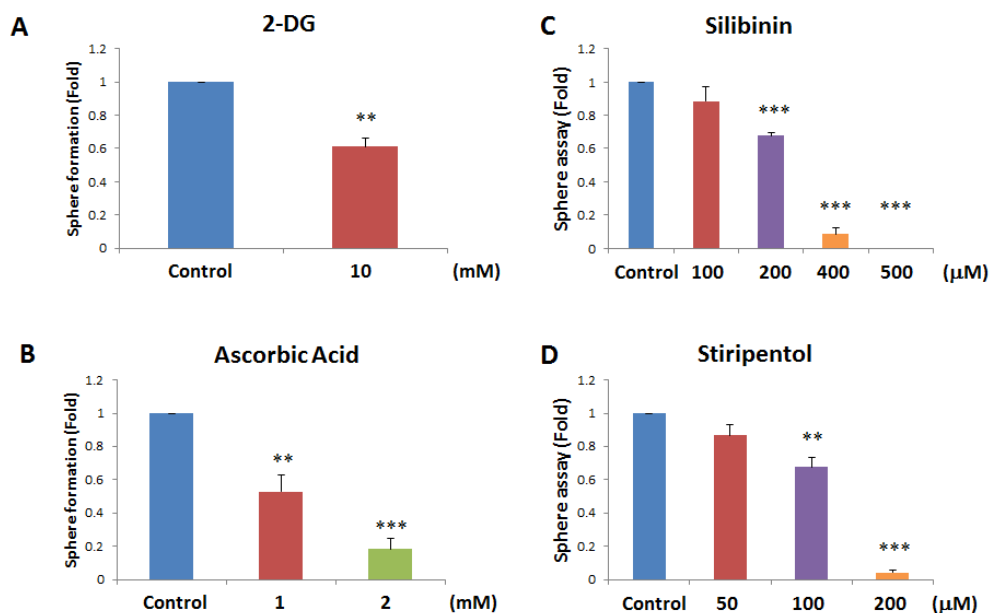 A
2-DG
Sphere formation (Fold)
1.2
1
0.8
0.6
0.4
0.2
0
**
Control 10 (mM)
B
Ascorbic Acid
Sphere formation (Fold)
1.2
1
0.8
0.6
0.4
0.2
0
**
***
Control 1 2 (mM)
C
Silibinin
Sphere assay (Fold)
1.2
1
0.8
0.6
0.4
0.2
0
***
*** ***
Control 100 200 400 500 (μM)
D
Stiripentol
Sphere assay (Fold)
1.2
1
0.8
0.6
0.4
0.2
0
**
***
Control 50 100 200 (μM)